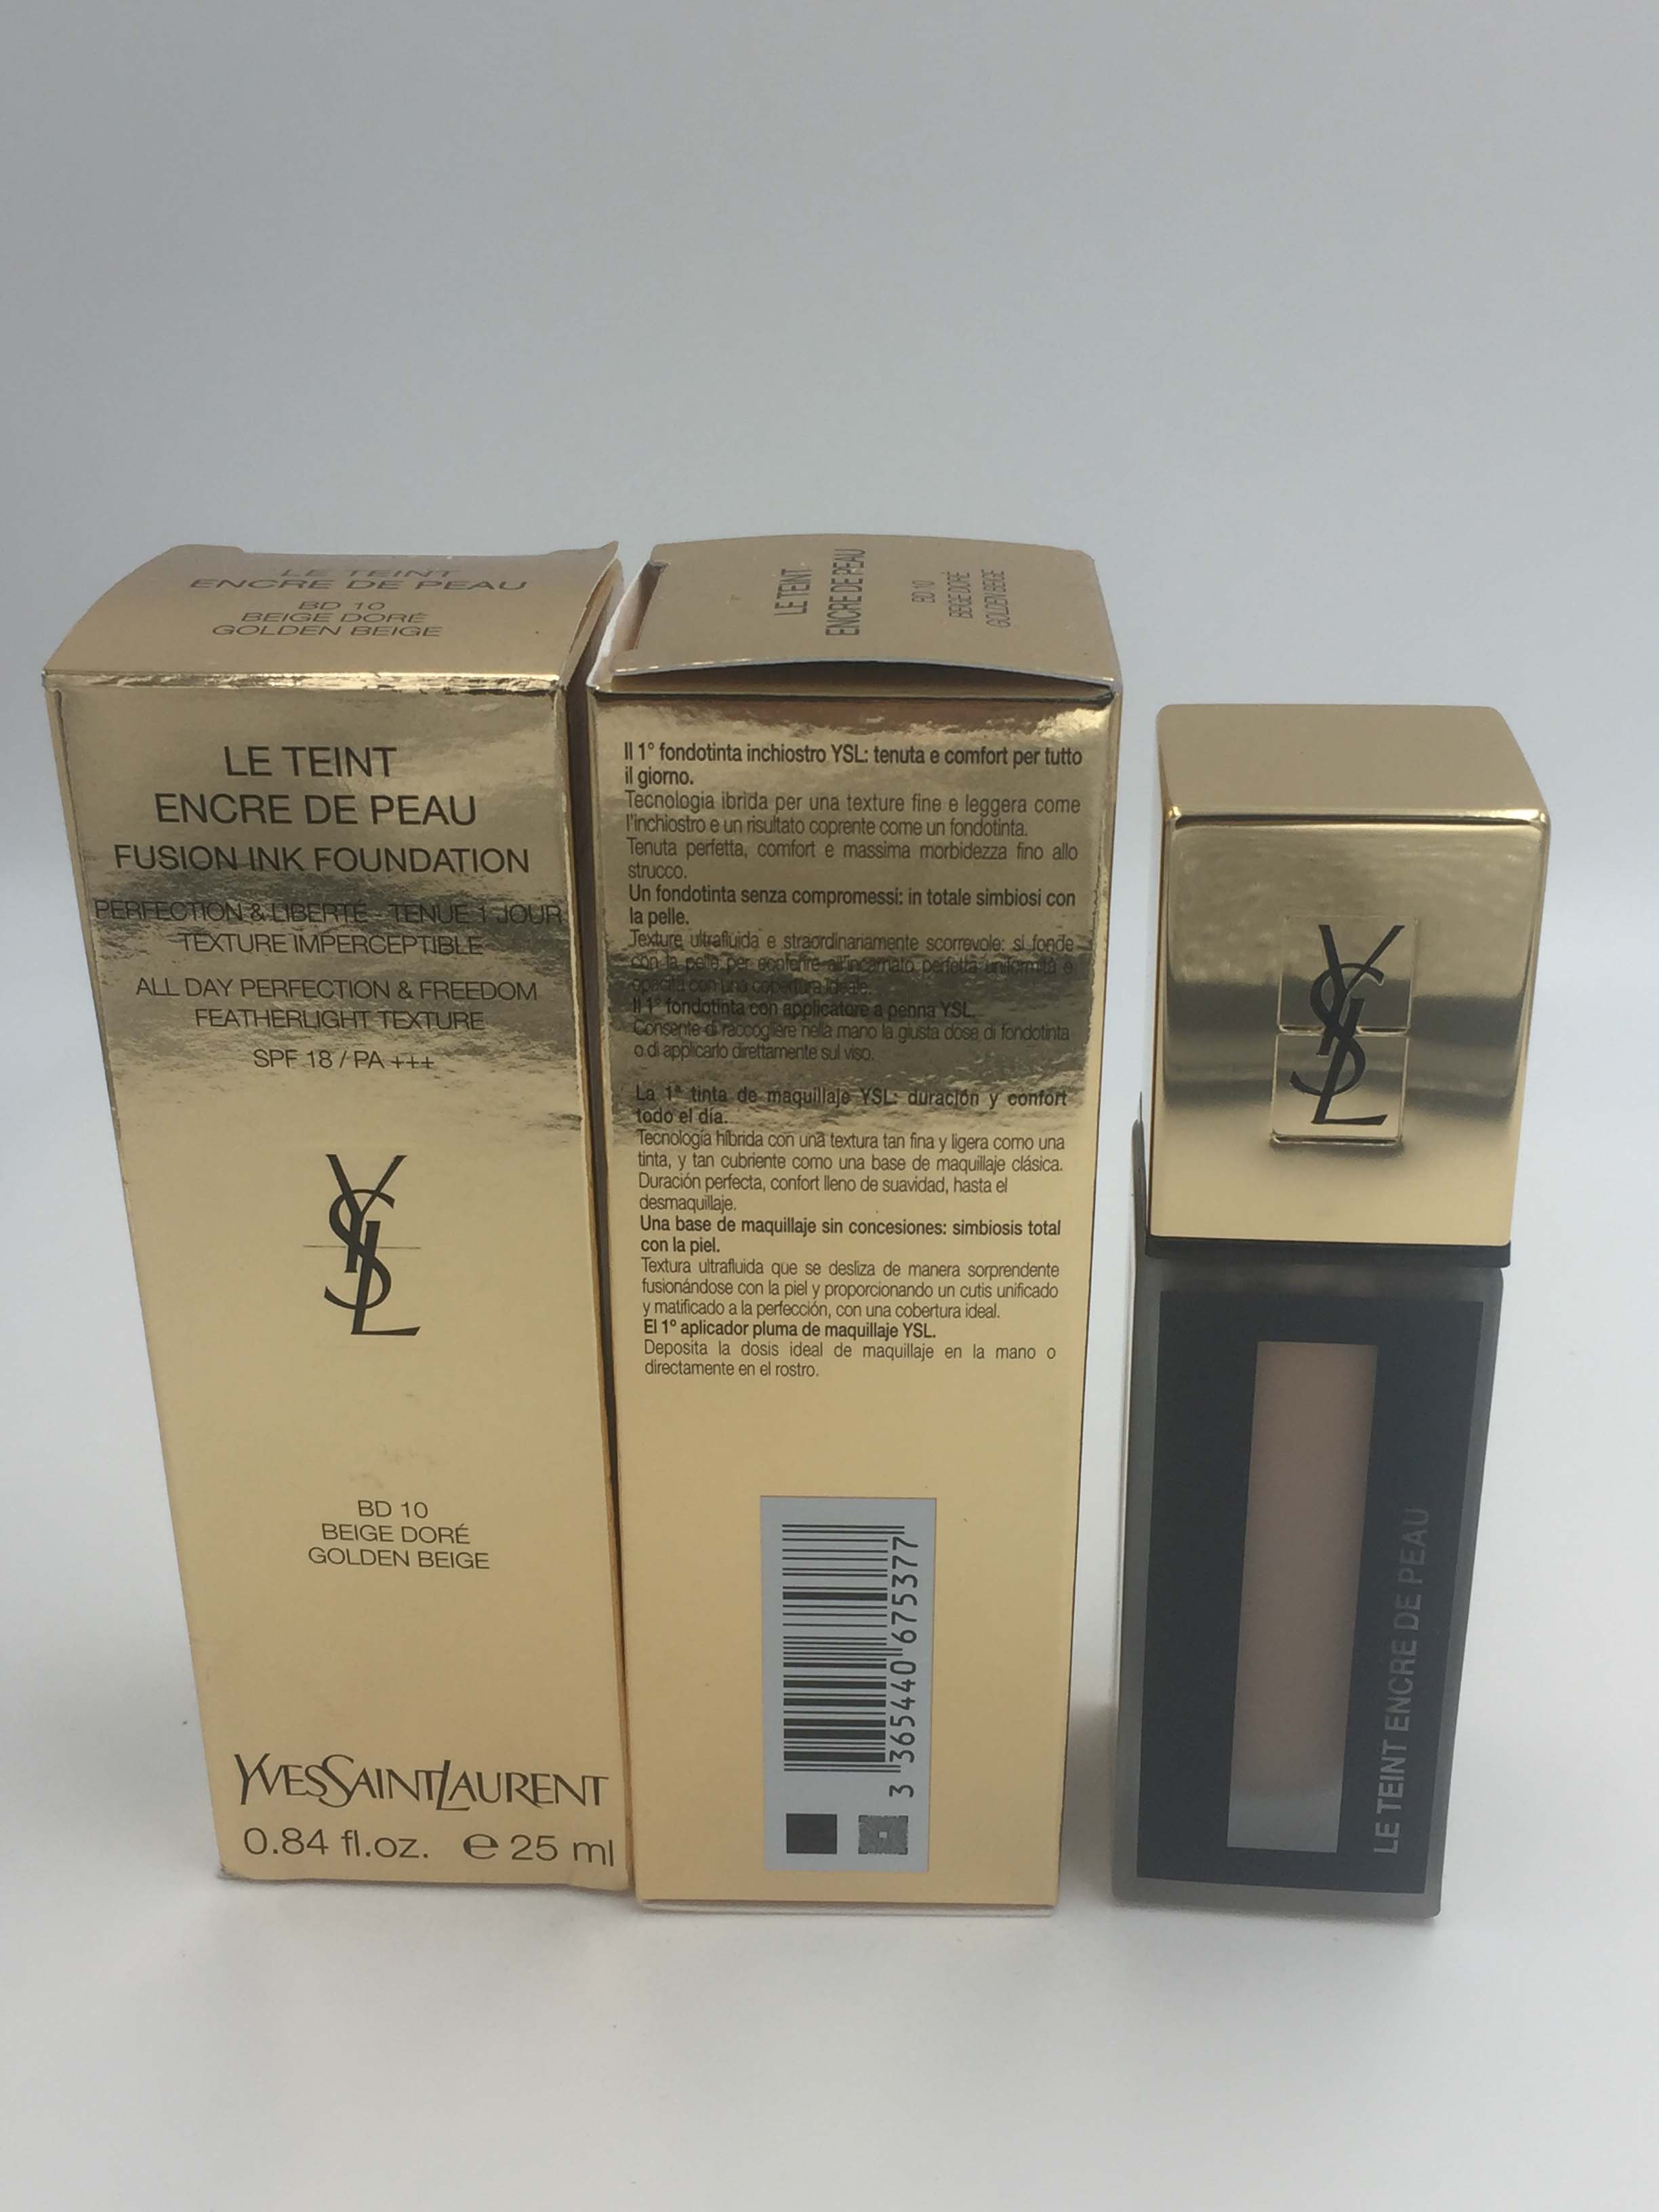 LE TEINT
ENCRE DE PEAU
BD 10
BEIGE DORÉ
GOLDEN BEIGE
LE TEINT
ENCRE DE PEAU
FUSION INK FOUNDATION
PERFECTION & LIBERTÉ - TENUE 1 JOUR
TEXTURE IMPERCEPTIBLE
ALL DAY PERFECTION & FREEDOM
FEATHERLIGHT TEXTURE
SPF 18 / PA +++
YSL
BD 10
BEIGE DORÉ
GOLDEN BEIGE
YVESSAINTLAURENT
0.84 fl.oz. e 25 ml
LE TEINT
ENCRE DE PEAU
BD 10
BEIGE DORÉ
GOLDEN BEIGE
Il 1° fondotinta inchiostro YSL: tenuta e comfort per tutto
il giorno.
Tecnologia ibrida per una texture fine e leggera come
l'inchiostro e un risultato coprente come un fondotinta.
Tenuta perfetta, comfort e massima morbidezza fino allo
strucco.
Un fondotinta senza compromessi: in totale simbiosi con
la pelle.
Texture ultrafluida e straordinariamente scorrevole: si fonde
con la pelle per conferire all'incarnato perfetta uniformità e
opacità con una copertura ideale.
Il 1° fondotinta con applicatore a penna YSL.
Consente di raccogliere nella mano la giusta dose di fondotinta
o di applicarlo direttamente sul viso.
La 1ª tinta de maquillaje YSL: duración y confort
todo el día.
Tecnología híbrida con una textura tan fina y ligera como una
tinta, y tan cubriente como una base de maquillaje clásica.
Duración perfecta, confort lleno de suavidad, hasta el
desmaquillaje.
Una base de maquillaje sin concesiones: simbiosis total
con la piel.
Textura ultrafluida que se desliza de manera sorprendente
fusionándose con la piel y proporcionando un cutis unificado
y matificado a la perfección, con una cobertura ideal.
El 1º aplicador pluma de maquillaje YSL.
Deposita la dosis ideal de maquillaje en la mano o
directamente en el rostro.
3 365440 675377
YSL
LE TEINT ENCRE DE PEAU